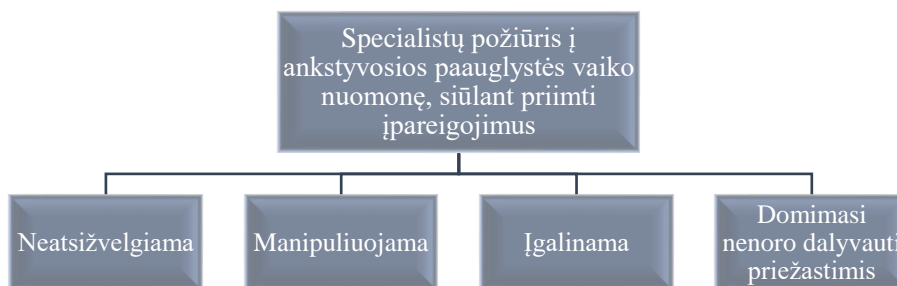 Specialistų požiūris į
ankstyvosios paauglystės vaiko
nuomonę, siūlant priimti
įpareigojimus
Neatsižvelgiama
Manipuliuojama
Įgalinama
Domimasi
nenoro dalyvauti
priežastimis